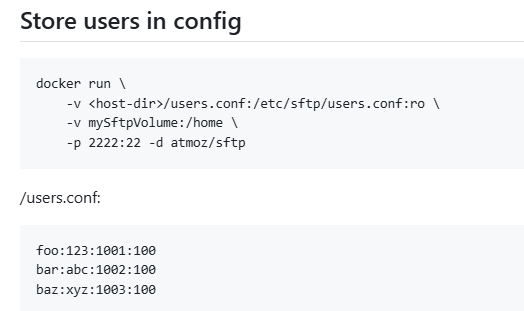 Store users in config
docker run \
    -v <host-dir>/users.conf:/etc/sftp/users.conf:ro \
    -v mySftpVolume:/home \
    -p 2222:22 -d atmoz/sftp
/users.conf:
foo:123:1001:100
bar:abc:1002:100
baz:xyz:1003:100